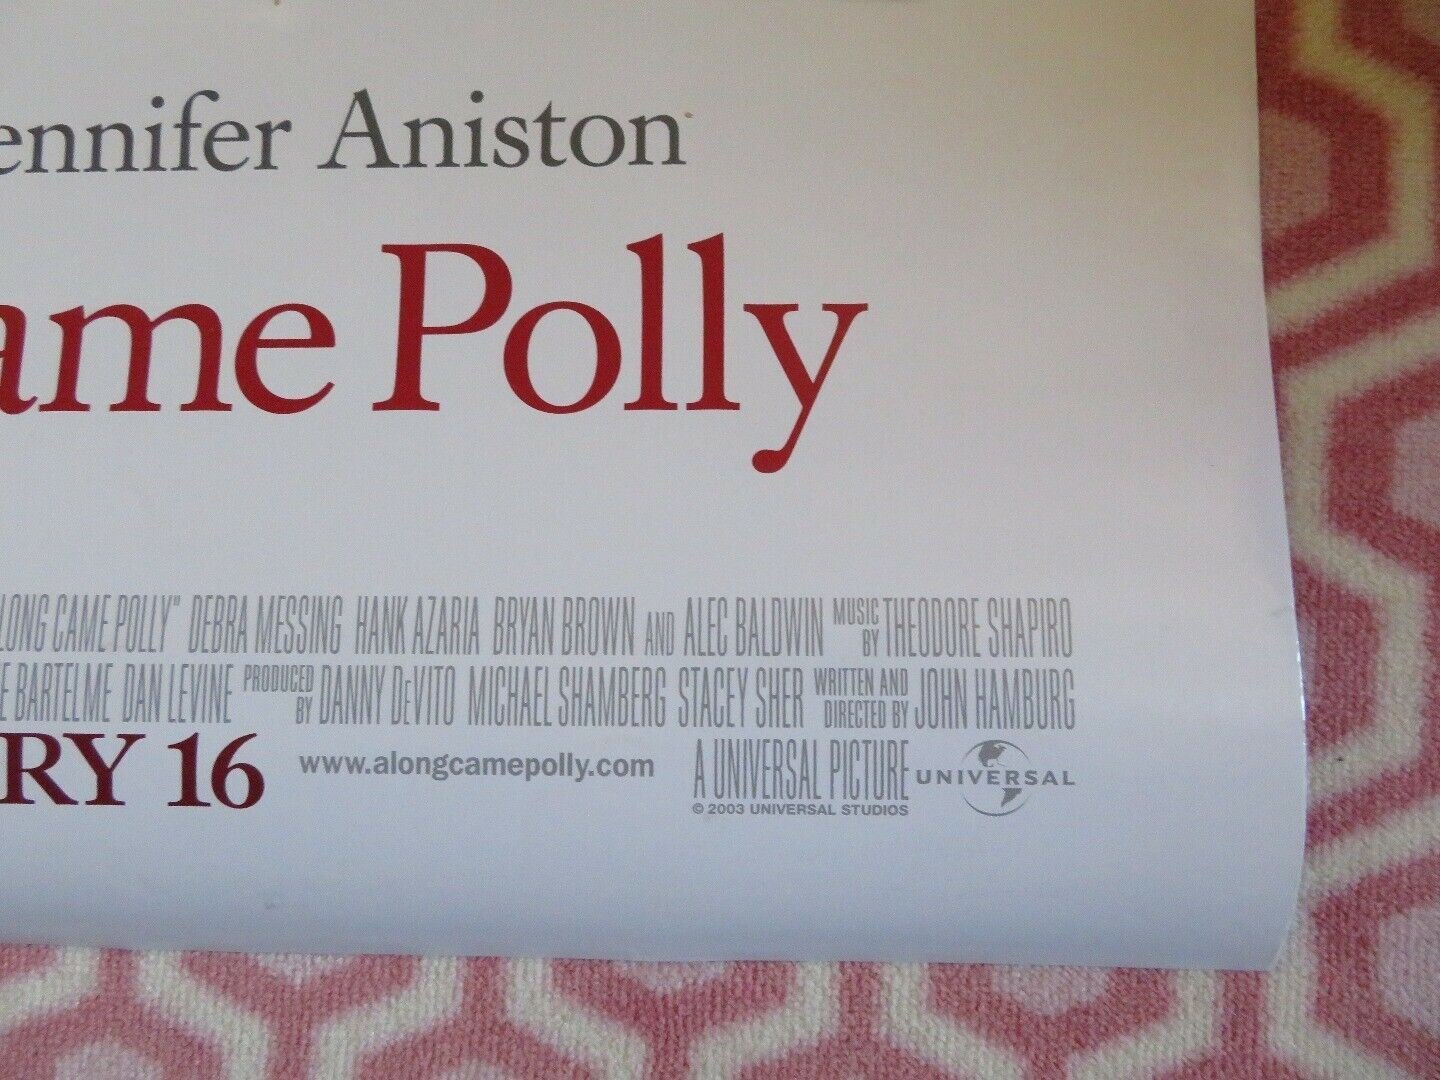 ennifer Aniston
ame Polly
LONG CAME POLLY" DEBRA MESSING HANK AZARIA BRYAN BROWN AND ALEC BALDWIN MUSIC BY THEODORE SHAPIRO
E BARTELME DAN LEVINE PRODUCED BY DANNY DEVITO MICHAEL SHAMBERG STACEY SHER WRITTEN AND DIRECTED BY JOHN HAMBURG
RY 16 www.alongcamepolly.com A UNIVERSAL PICTURE UNIVERSAL
© 2003 UNIVERSAL STUDIOS